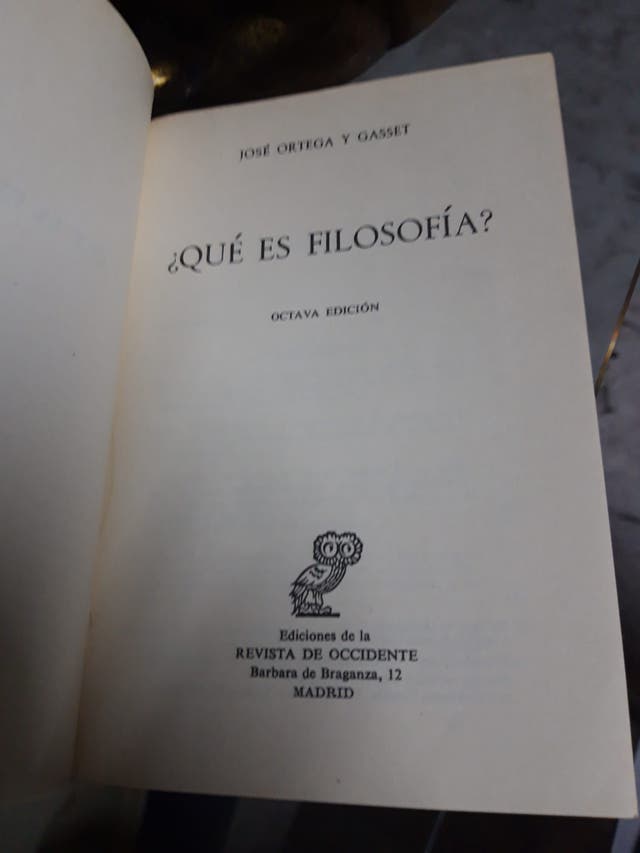 JOSÉ ORTEGA Y GASSET
¿QUÉ ES FILOSOFÍA?
OCTAVA EDICIÓN
Ediciones de la
REVISTA DE OCCIDENTE
Barbara de Braganza, 12
MADRID